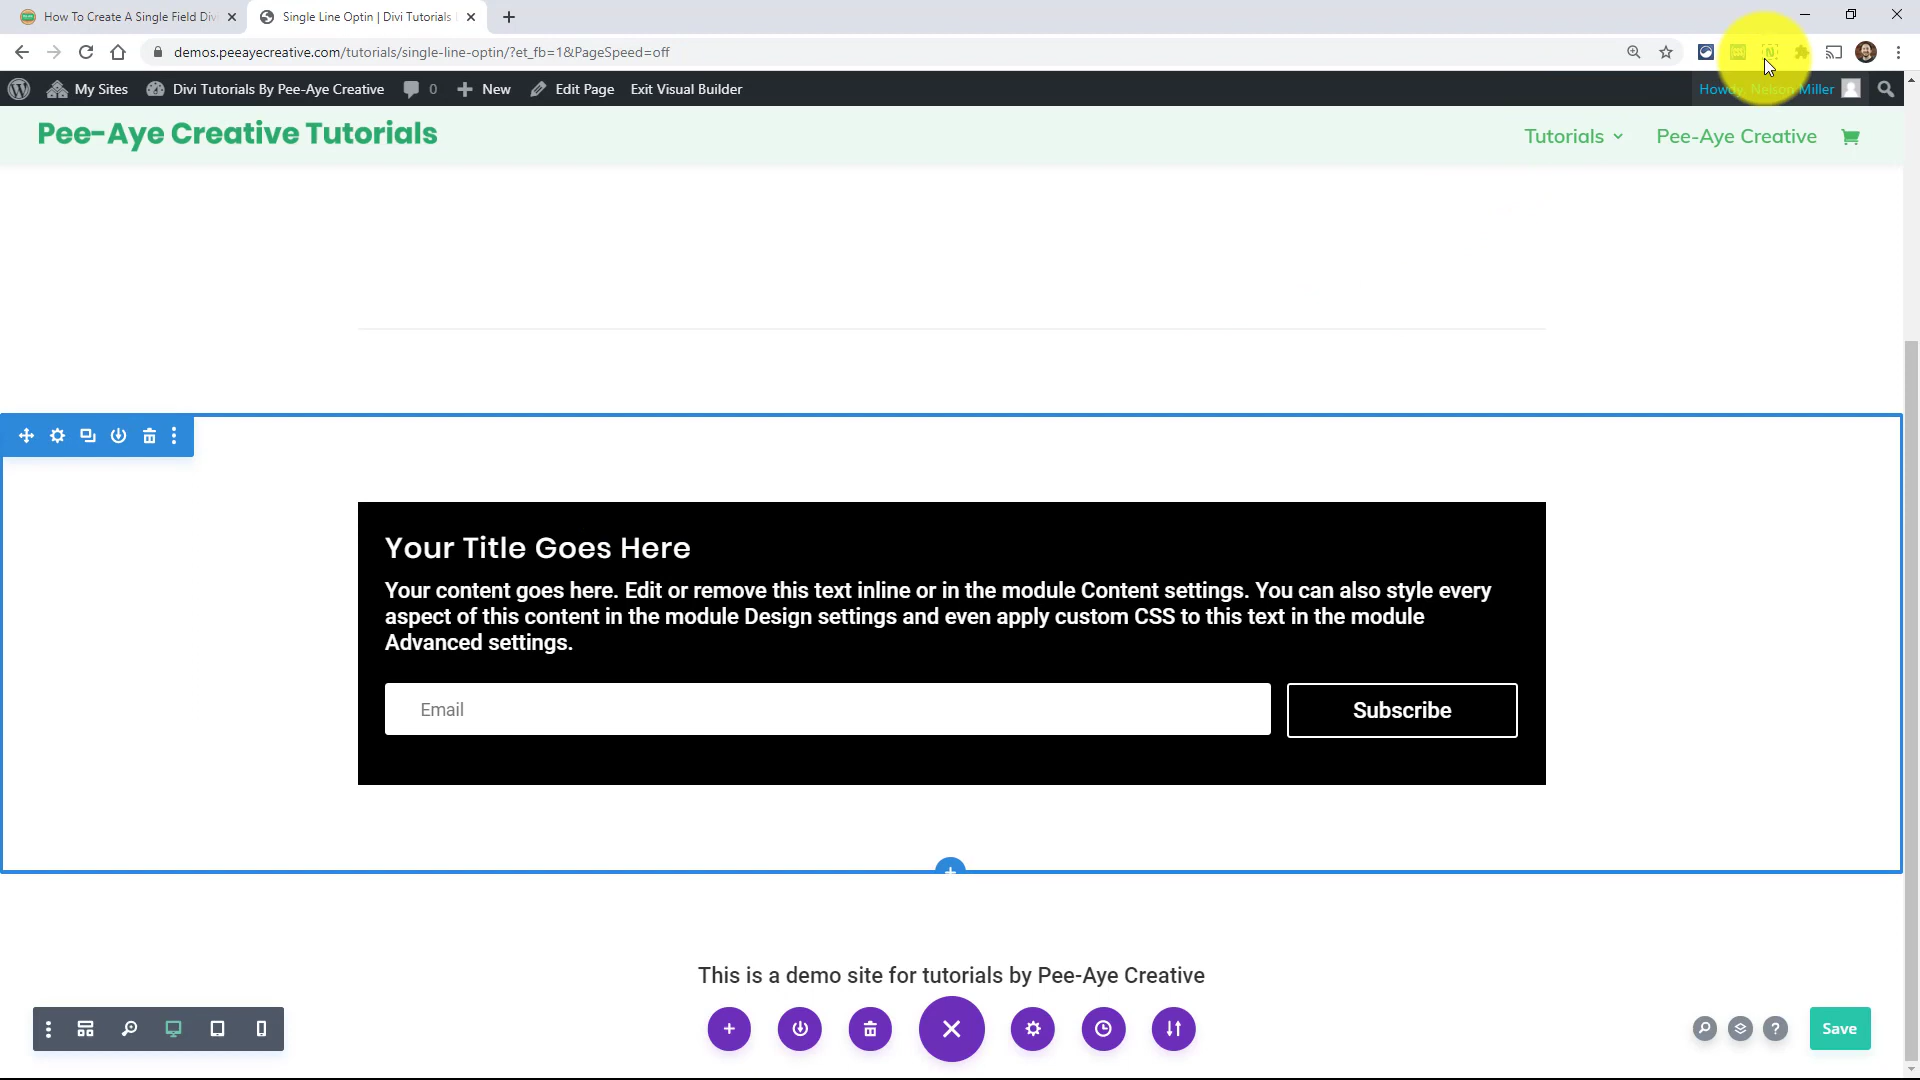 How To Create A Single Field Div
Single Line Optin | Divi Tutorials
demos.peeayecreative.com/tutorials/single-line-optin/?et_fb=1&PageSpeed=off
My Sites
Divi Tutorials By Pee-Aye Creative
0
New
Edit Page
Exit Visual Builder
Howdy, Nelson Miller
Pee-Aye Creative Tutorials
Tutorials
Pee-Aye Creative
Your Title Goes Here
Your content goes here. Edit or remove this text inline or in the module Content settings. You can also style every
aspect of this content in the module Design settings and even apply custom CSS to this text in the module
Advanced settings.
Email
Subscribe
This is a demo site for tutorials by Pee-Aye Creative
Save